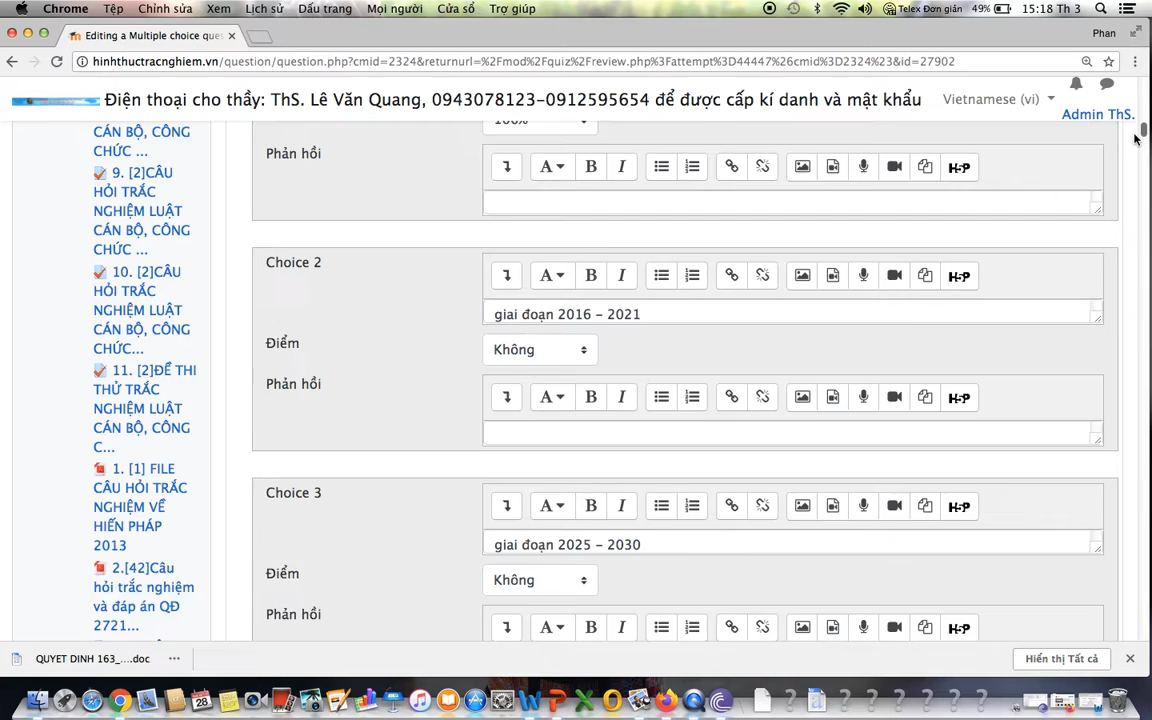 Chrome Tệp Chỉnh sửa Xem Lịch sử Dấu trang Mọi người Cửa sổ Trợ giúp Telex Đơn giản 49% 15:18 Th 3
Editing a Multiple choice ques Phan
hinhthuctracnghiem.vn/question/question.php?cmid=2324&returnurl=%2Fmod%2Fquiz%2Freview.php%3Fattempt%3D44447%26cmid%3D2324%23&id=27902
Điện thoại cho thầy: ThS. Lê Văn Quang, 0943078123-0912595654 để được cấp kí danh và mật khẩu
Vietnamese (vi)
Admin ThS.
CÁN BỘ, CÔNG
CHỨC ...
9. [2]CÂU
HỎI TRẮC
NGHIỆM LUẬT
CÁN BỘ, CÔNG
CHỨC ...
10. [2]CÂU
HỎI TRẮC
NGHIỆM LUẬT
CÁN BỘ, CÔNG
CHỨC...
11. [2]ĐỀ THI
THỬ TRẮC
NGHIỆM LUẬT
CÁN BỘ, CÔNG
C...
1. [1] FILE
CÂU HỎI TRẮC
NGHIỆM VỀ
HIẾN PHÁP
2013
2.[42]Câu
hỏi trắc nghiệm
và đáp án QĐ
2721...
100%
Phản hồi
A B I H-P
Choice 2
A B I H-P
giai đoạn 2016 – 2021
Điểm
Không
Phản hồi
A B I H-P
Choice 3
A B I H-P
giai đoạn 2025 – 2030
Điểm
Không
Phản hồi
A B I H-P
QUYET DINH 163_....doc
Hiển thị Tất cả